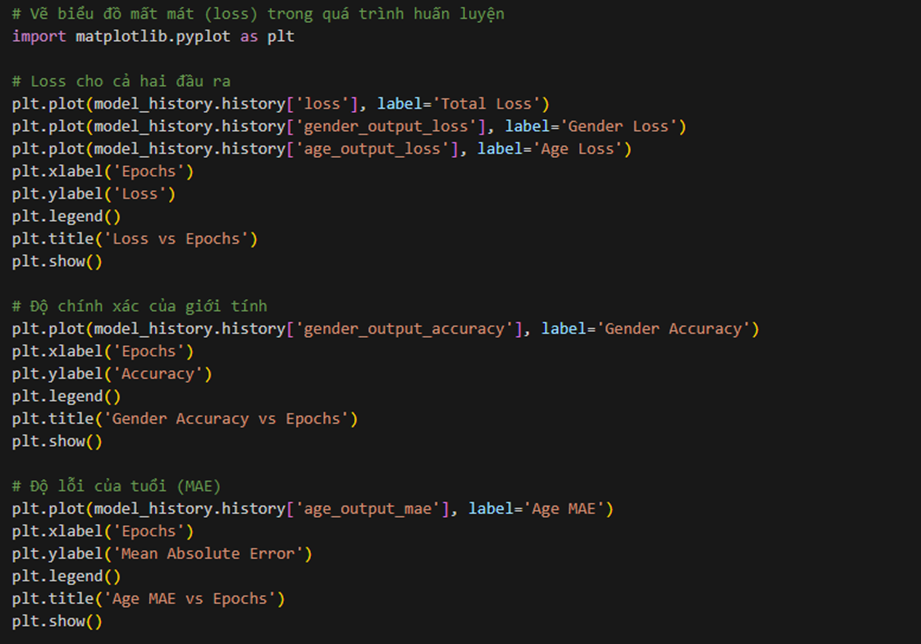 # Vẽ biểu đồ mất mát (loss) trong quá trình huấn luyện
import matplotlib.pyplot as plt
# Loss cho cả hai đầu ra
plt.plot(model_history.history['loss'], label='Total Loss')
plt.plot(model_history.history['gender_output_loss'], label='Gender Loss')
plt.plot(model_history.history['age_output_loss'], label='Age Loss')
plt.xlabel('Epochs')
plt.ylabel('Loss')
plt.legend()
plt.title('Loss vs Epochs')
plt.show()
# Độ chính xác của giới tính
plt.plot(model_history.history['gender_output_accuracy'], label='Gender Accuracy')
plt.xlabel('Epochs')
plt.ylabel('Accuracy')
plt.legend()
plt.title('Gender Accuracy vs Epochs')
plt.show()
# Độ lỗi của tuổi (MAE)
plt.plot(model_history.history['age_output_mae'], label='Age MAE')
plt.xlabel('Epochs')
plt.ylabel('Mean Absolute Error')
plt.legend()
plt.title('Age MAE vs Epochs')
plt.show()